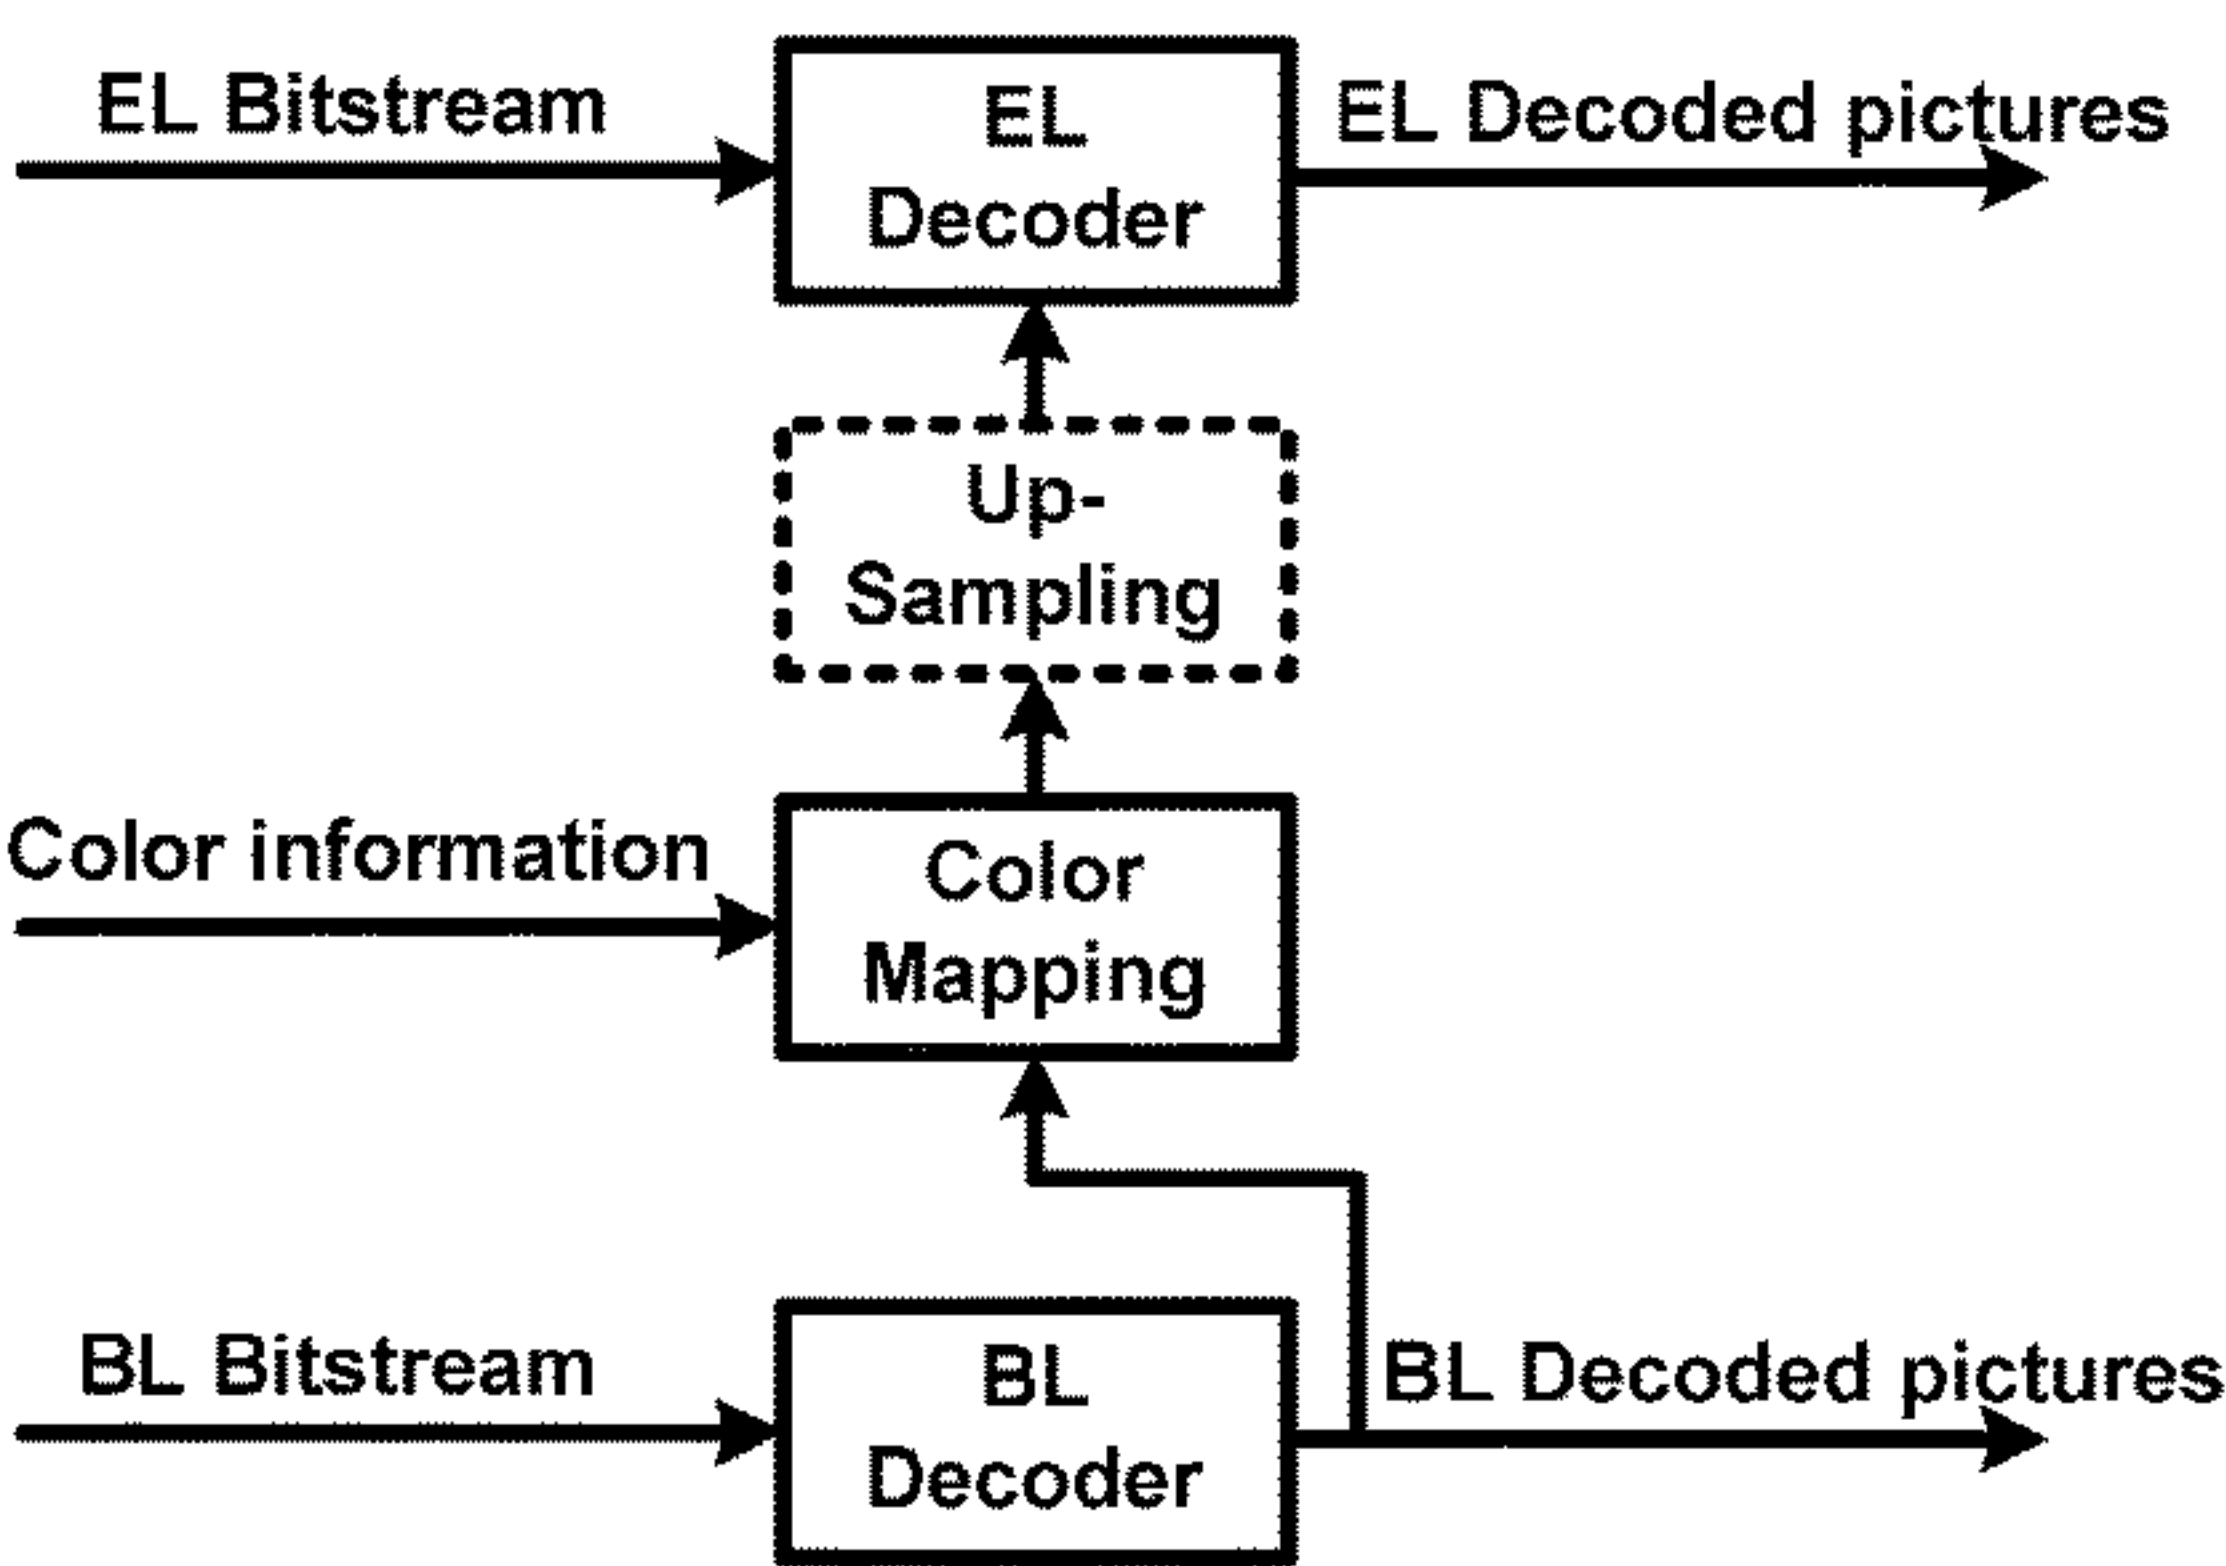 EL Bitstream
EL
Decoder
EL Decoded pictures
Up-
Sampling
Color information
Color
Mapping
BL Bitstream
BL
Decoder
BL Decoded pictures